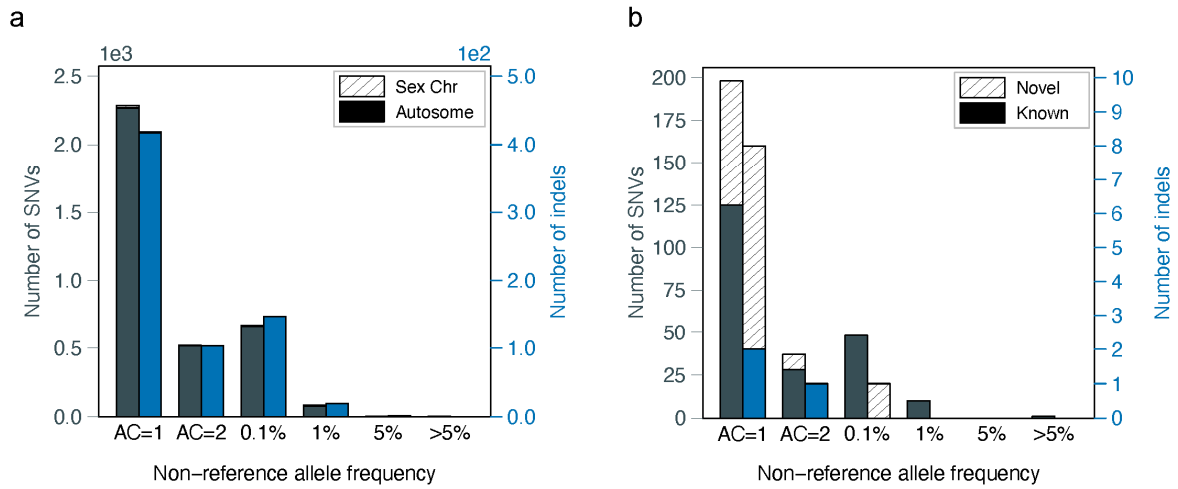 a
1e3
1e2
2.5
2.0
1.5
1.0
0.5
0.0
Number of SNVs
5.0
4.0
3.0
2.0
1.0
0.0
Number of indels
Sex Chr
Autosome
AC=1 AC=2 0.1% 1% 5% >5%
Non−reference allele frequency
b
200
175
150
125
100
75
50
25
0
Number of SNVs
10
9
8
7
6
5
4
3
2
1
0
Number of indels
Novel
Known
AC=1 AC=2 0.1% 1% 5% >5%
Non−reference allele frequency